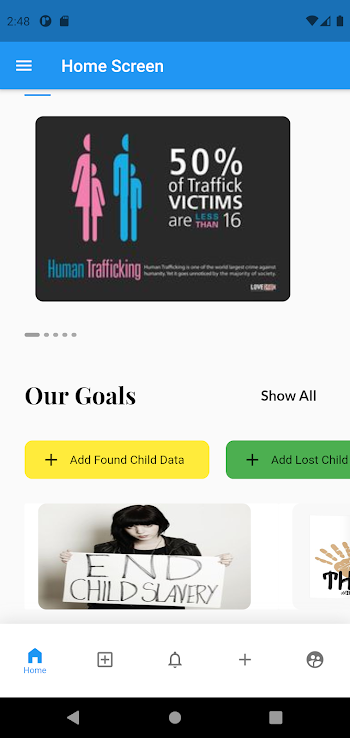 2:48
Home Screen
50%
of Traffick
VICTIMS
are LESS THAN 16
Human Trafficking
Human Trafficking is one of the world largest crime against
humanity. Yet it goes unnoticed by the majority of society.
Our Goals
Show All
+ Add Found Child Data
+ Add Lost Child
END
CHILD SLAVERY
TH
Home